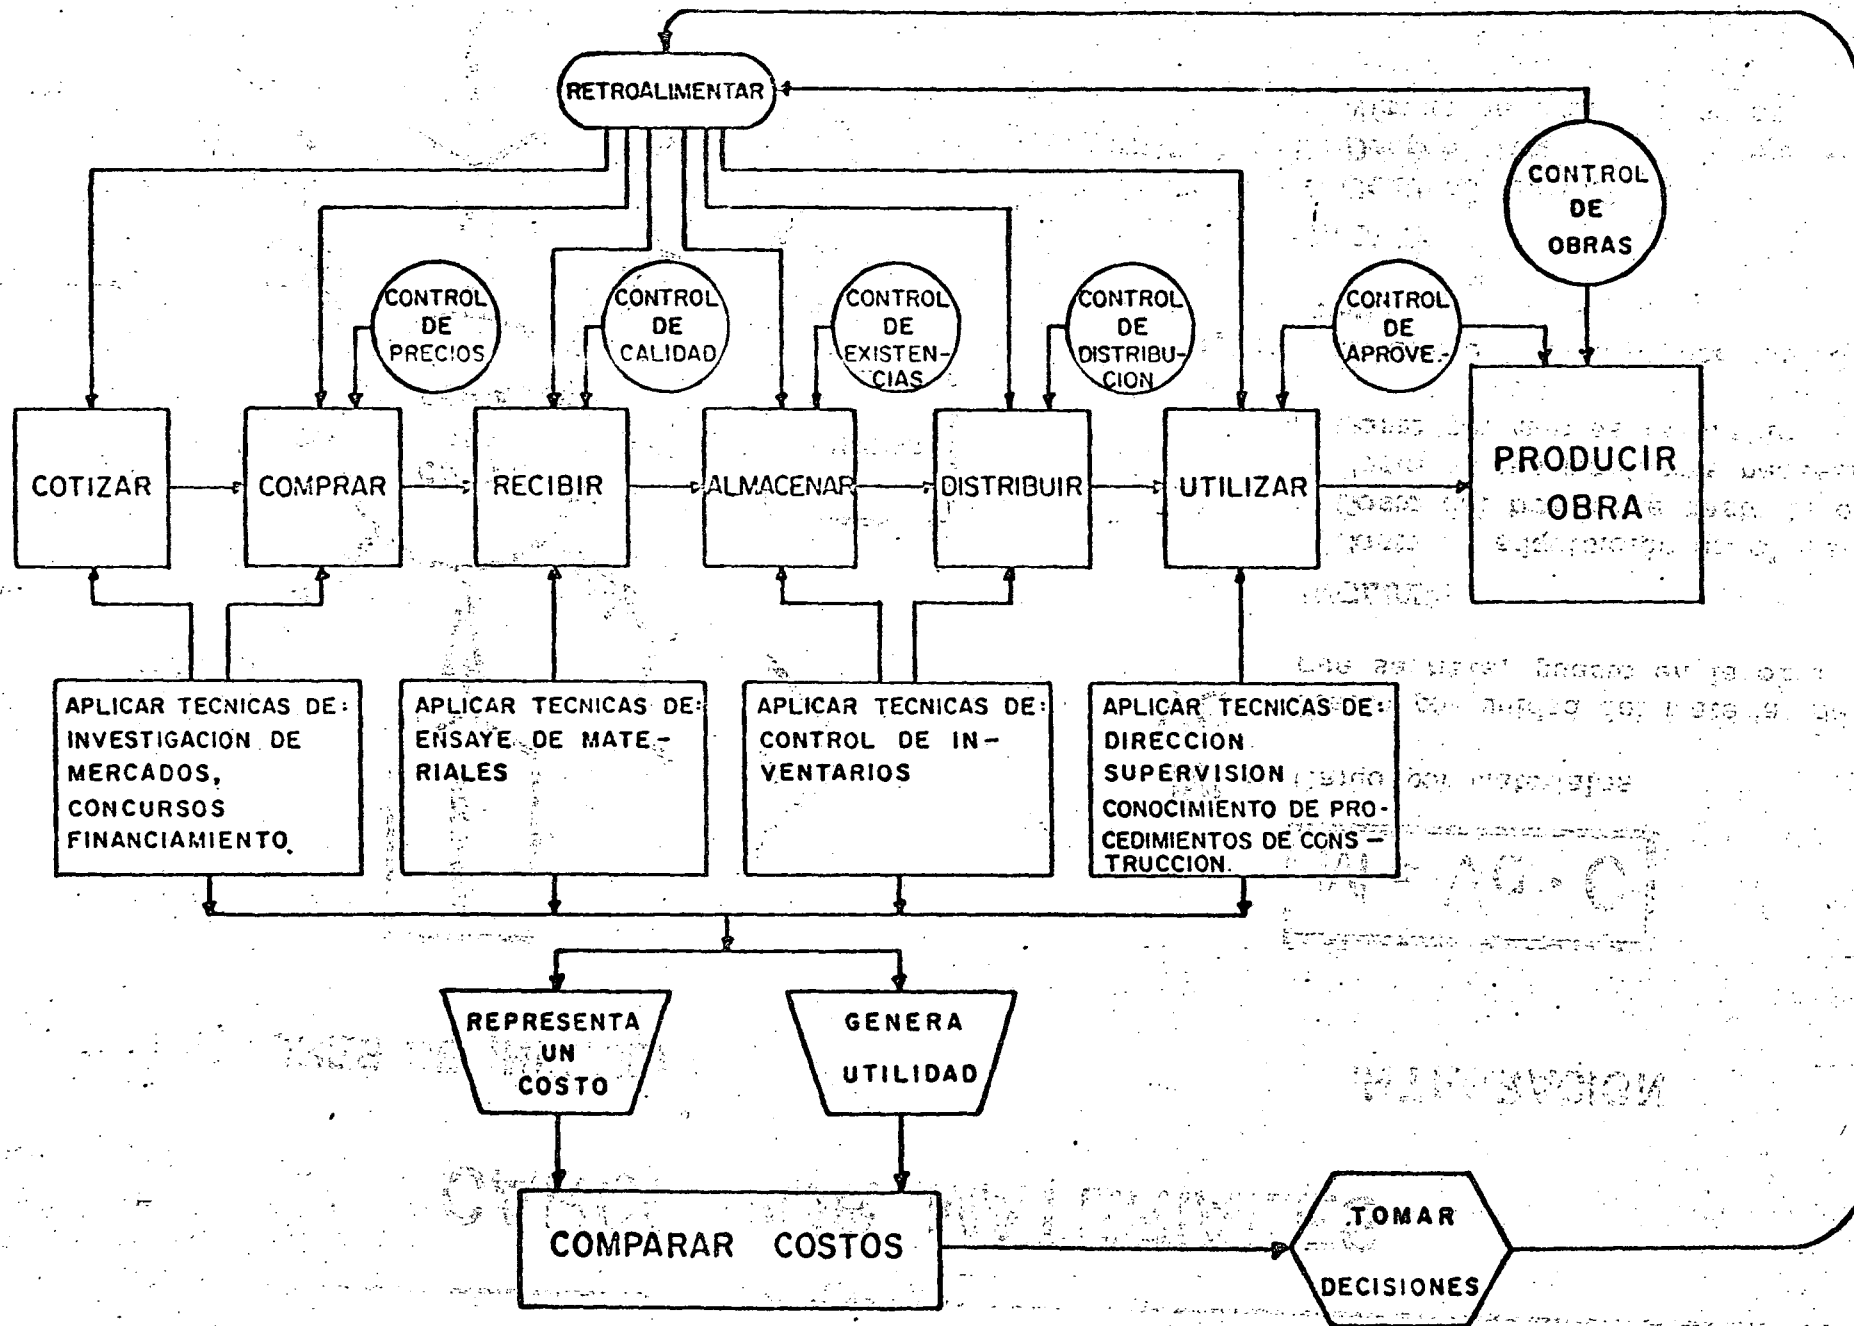 RETROALIMENTAR
CONTROL
DE
OBRAS
CONTROL
DE
PRECIOS
CONTROL
DE
CALIDAD
CONTROL
DE
EXISTEN-
CIAS
CONTROL
DE
DISTRIBU-
CION
CONTROL
DE
APROVE.-
COTIZAR
COMPRAR
RECIBIR
ALMACENAR
DISTRIBUIR
UTILIZAR
PRODUCIR
OBRA
APLICAR TECNICAS DE:
INVESTIGACION DE
MERCADOS,
CONCURSOS
FINANCIAMIENTO.
APLICAR TECNICAS DE:
ENSAYE DE MATE-
RIALES
APLICAR TECNICAS DE:
CONTROL DE IN-
VENTARIOS
APLICAR TECNICAS DE:
DIRECCION
SUPERVISION
CONOCIMIENTO DE PRO-
CEDIMIENTOS DE CONS-
TRUCCION.
REPRESENTA
UN
COSTO
GENERA
UTILIDAD
COMPARAR COSTOS
TOMAR
DECISIONES